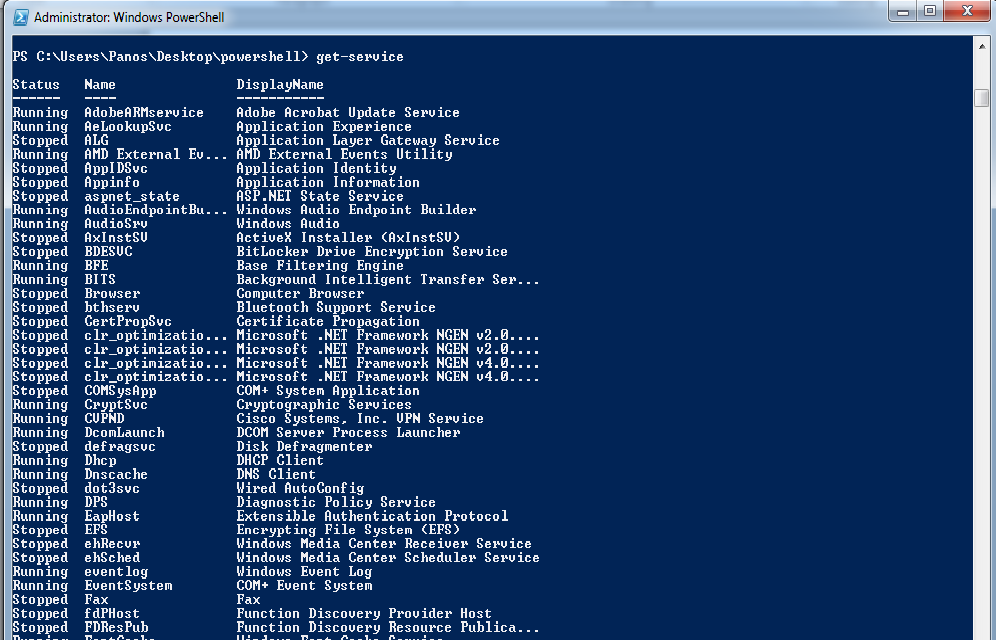 Administrator: Windows PowerShell
PS C:\Users\Panos\Desktop\powershell> get-service
Status Name DisplayName
------ ---- -----------
Running AdobeARMservice Adobe Acrobat Update Service
Running AeLookupSvc Application Experience
Stopped ALG Application Layer Gateway Service
Running AMD External Ev... AMD External Events Utility
Stopped AppIDSvc Application Identity
Stopped Appinfo Application Information
Stopped aspnet_state ASP.NET State Service
Running AudioEndpointBu... Windows Audio Endpoint Builder
Running AudioSrv Windows Audio
Stopped AxInstSV ActiveX Installer (AxInstSV)
Stopped BDESVC BitLocker Drive Encryption Service
Running BFE Base Filtering Engine
Running BITS Background Intelligent Transfer Ser...
Stopped Browser Computer Browser
Stopped bthserv Bluetooth Support Service
Stopped CertPropSvc Certificate Propagation
Stopped clr_optimizatio... Microsoft .NET Framework NGEN v2.0....
Stopped clr_optimizatio... Microsoft .NET Framework NGEN v2.0....
Stopped clr_optimizatio... Microsoft .NET Framework NGEN v4.0....
Stopped clr_optimizatio... Microsoft .NET Framework NGEN v4.0....
Stopped COMSysApp COM+ System Application
Running CryptSvc Cryptographic Services
Running CVPND Cisco Systems, Inc. VPN Service
Running DcomLaunch DCOM Server Process Launcher
Stopped defragsvc Disk Defragmenter
Running Dhcp DHCP Client
Running Dnscache DNS Client
Stopped dot3svc Wired AutoConfig
Running DPS Diagnostic Policy Service
Running EapHost Extensible Authentication Protocol
Stopped EFS Encrypting File System (EFS)
Stopped ehRecvr Windows Media Center Receiver Service
Stopped ehSched Windows Media Center Scheduler Service
Running eventlog Windows Event Log
Running EventSystem COM+ Event System
Stopped Fax Fax
Stopped fdPHost Function Discovery Provider Host
Stopped FDResPub Function Discovery Resource Publica...
Running FontCache Windows Font Cache Service